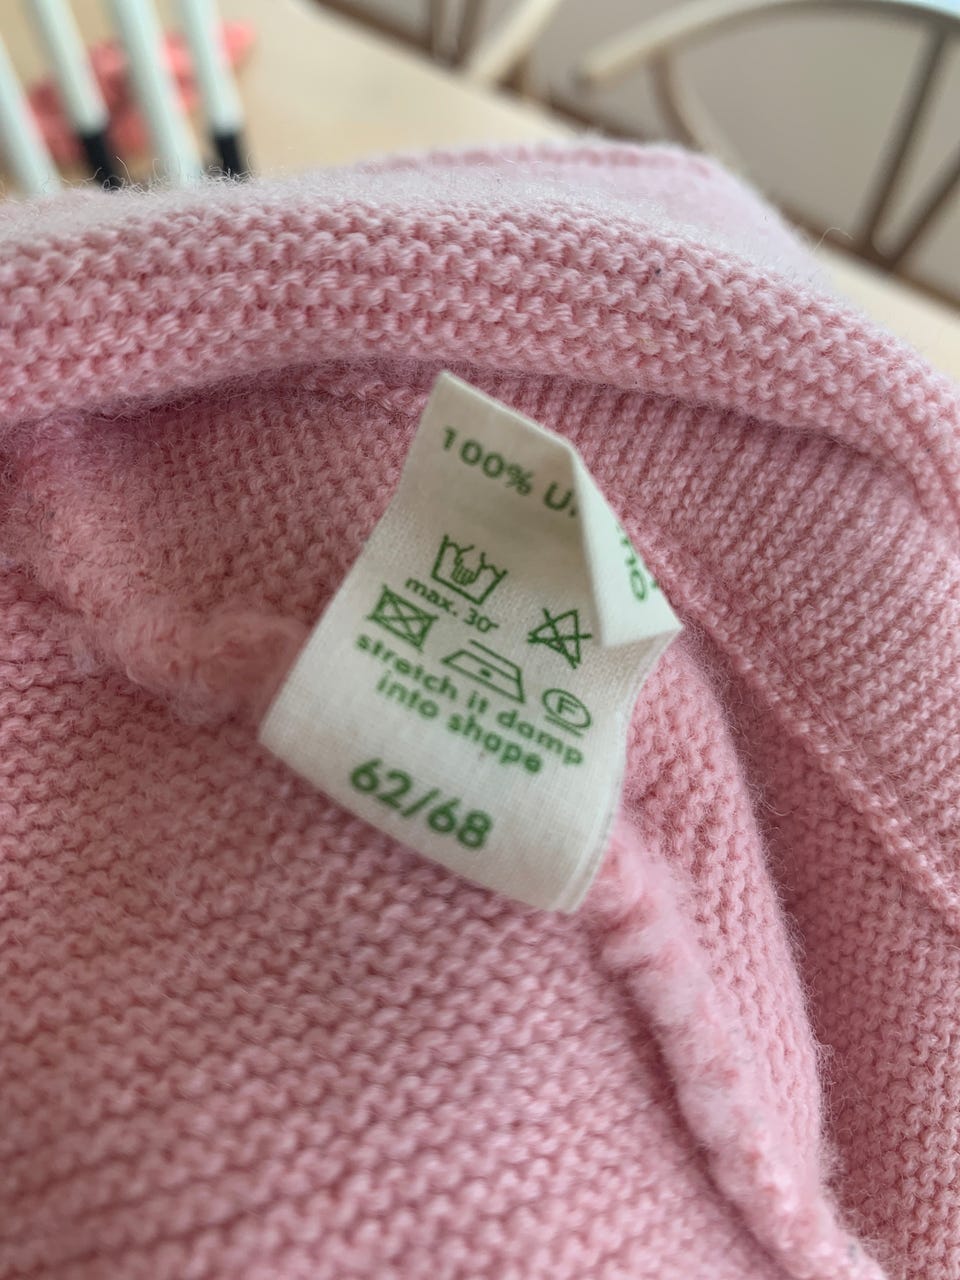 100%
max. 30°
F
stretch it damp
into shape
62/68